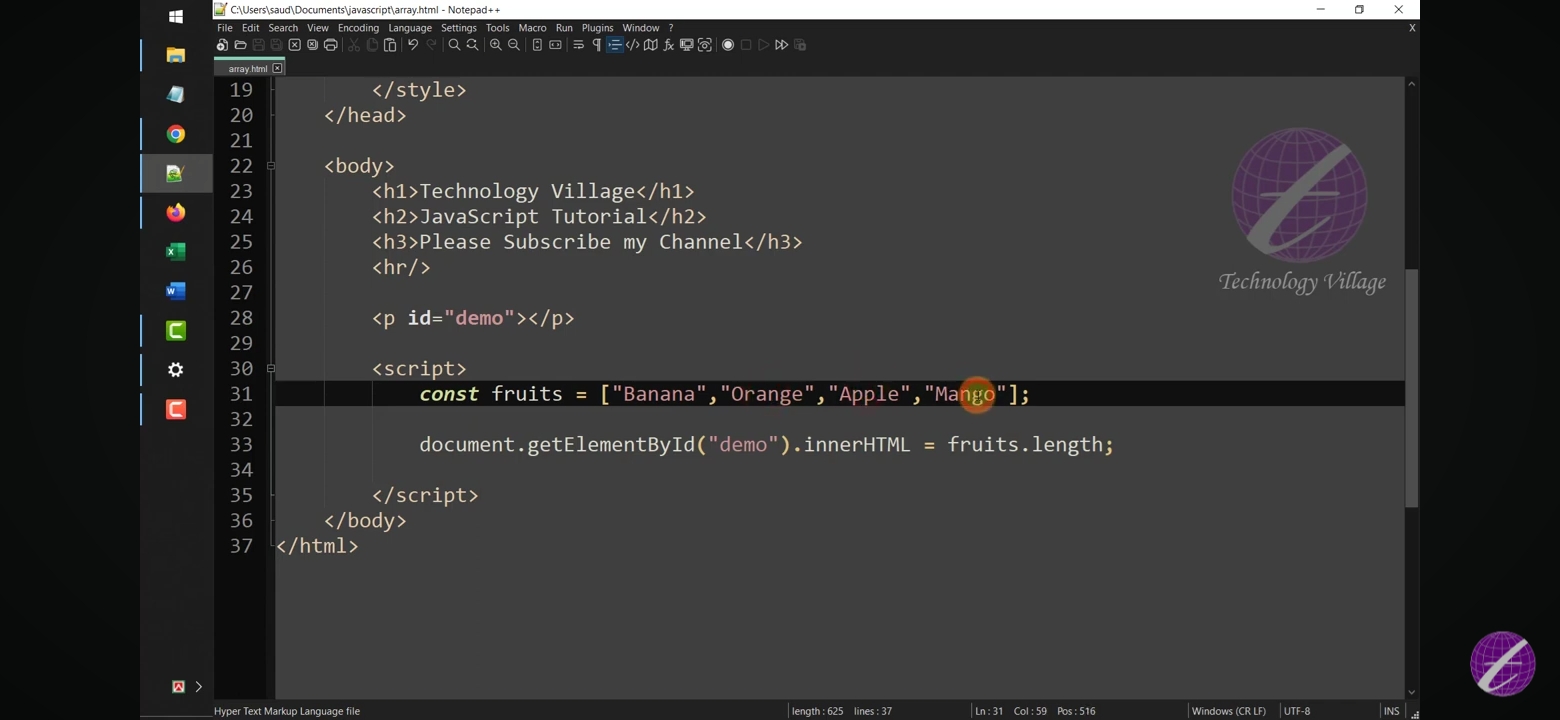 C:\Users\saud\Documents\javascript\array.html - Notepad++
File Edit Search View Encoding Language Settings Tools Macro Run Plugins Window ? X
array.html
19 </style>
20 </head>
21
22 <body>
23 <h1>Technology Village</h1>
24 <h2>JavaScript Tutorial</h2>
25 <h3>Please Subscribe my Channel</h3>
26 <hr/>
27
28 <p id="demo"></p>
29
30 <script>
31 const fruits = ["Banana","Orange","Apple","Mango"];
32
33 document.getElementById("demo").innerHTML = fruits.length;
34
35 </script>
36 </body>
37 </html>
Technology Village
Hyper Text Markup Language file length : 625 lines : 37 Ln : 31 Col : 59 Pos : 516 Windows (CR LF) UTF-8 INS